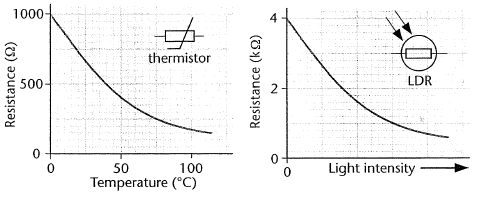 Resistance (Ω)
1000
500
0
0
50
100
Temperature (°C)
thermistor
Resistance (kΩ)
4
2
0
0
Light intensity
LDR